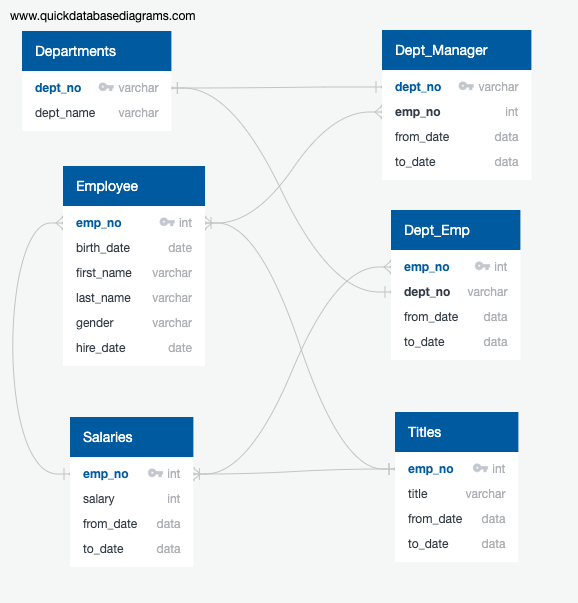 www.quickdatabasediagrams.com
Departments
dept_no varchar
dept_name varchar
Dept_Manager
dept_no varchar
emp_no int
from_date data
to_date data
Employee
emp_no int
birth_date date
first_name varchar
last_name varchar
gender varchar
hire_date date
Dept_Emp
emp_no int
dept_no varchar
from_date data
to_date data
Salaries
emp_no int
salary int
from_date data
to_date data
Titles
emp_no int
title varchar
from_date data
to_date data